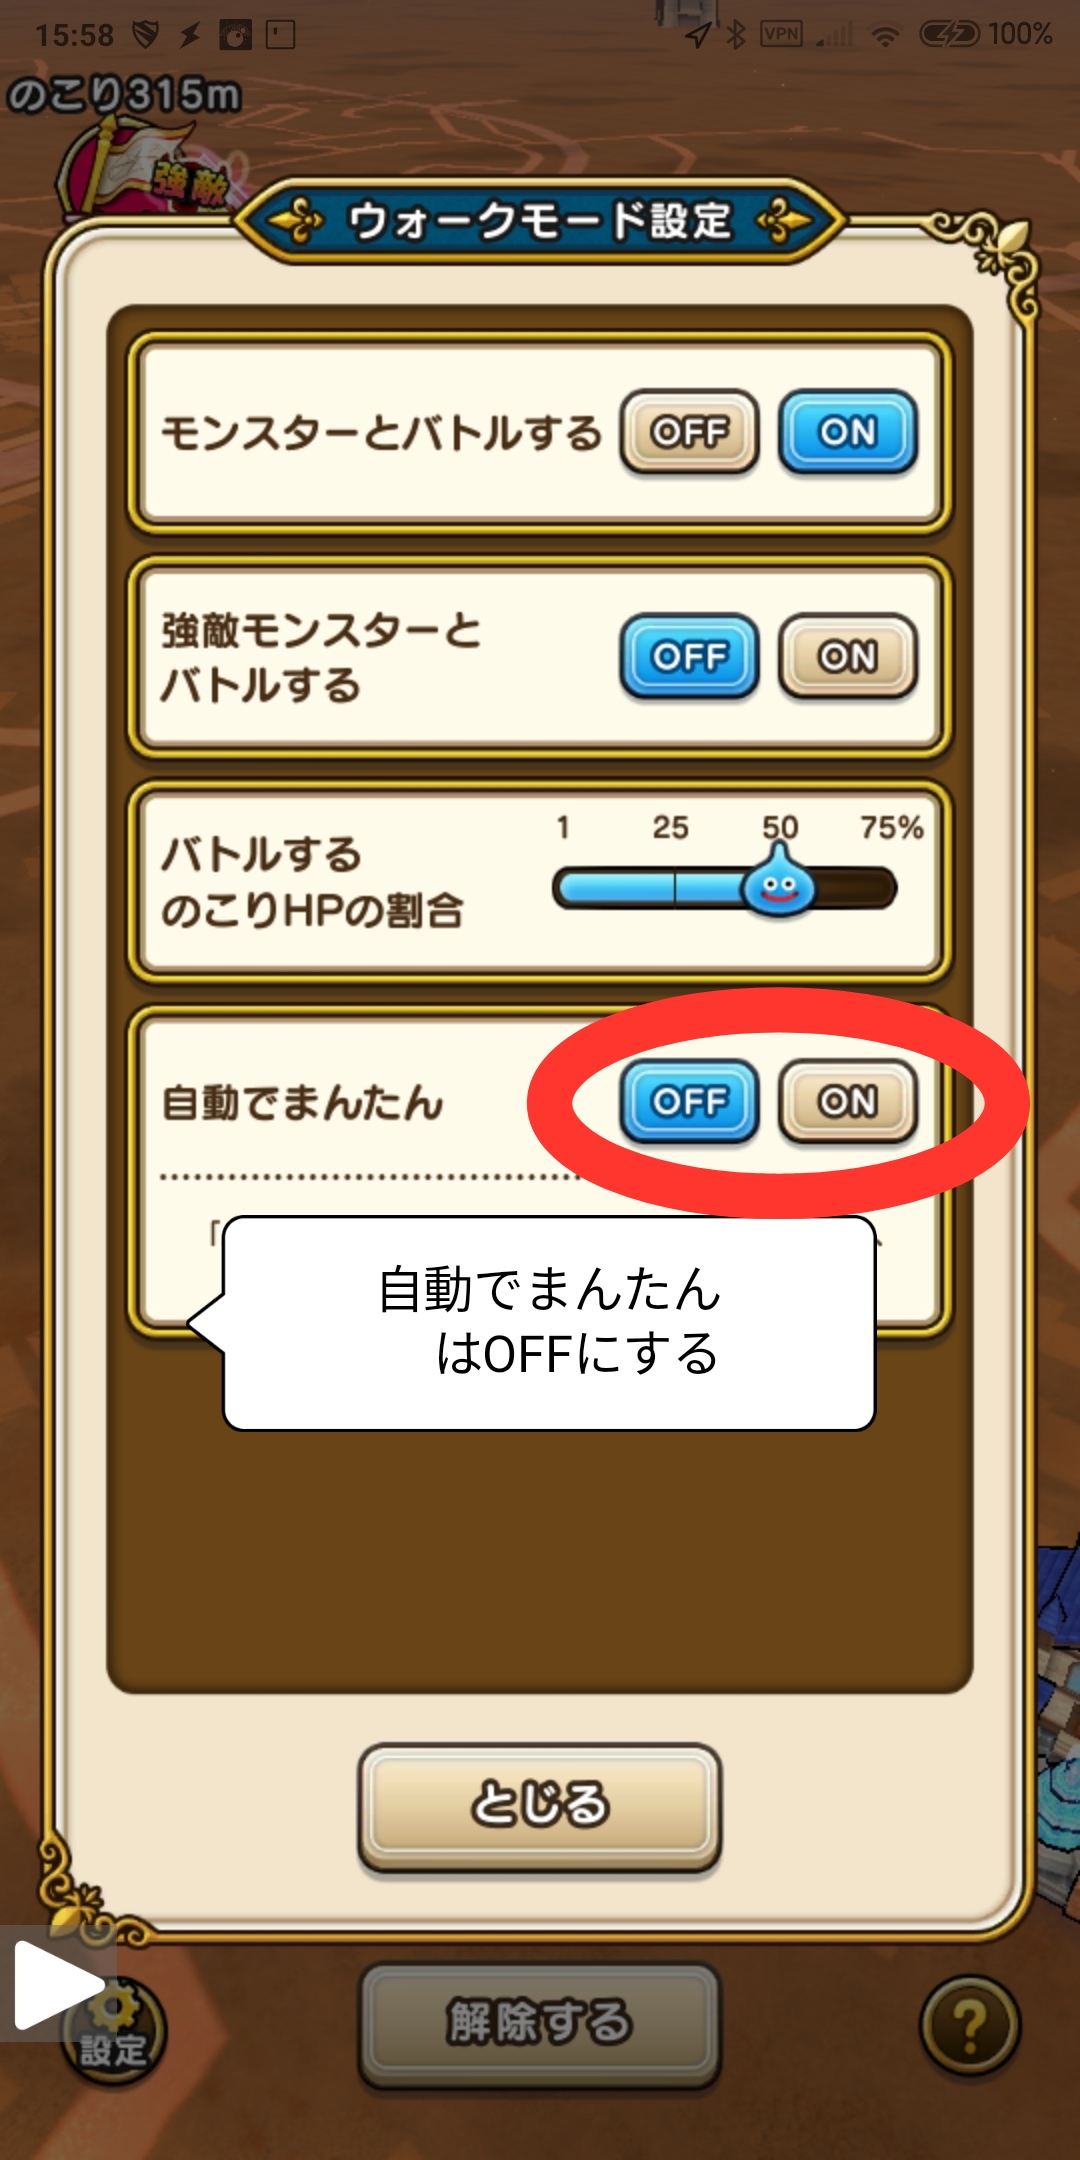 15:58
VPN
100%
のこり315m
強敵
ウォークモード設定
モンスターとバトルする
OFF
ON
強敵モンスターと
バトルする
OFF
ON
1 25 50 75%
バトルする
のこりHPの割合
自動でまんたん
OFF
ON
自動でまんたん
はOFFにする
とじる
設定
解除する
?